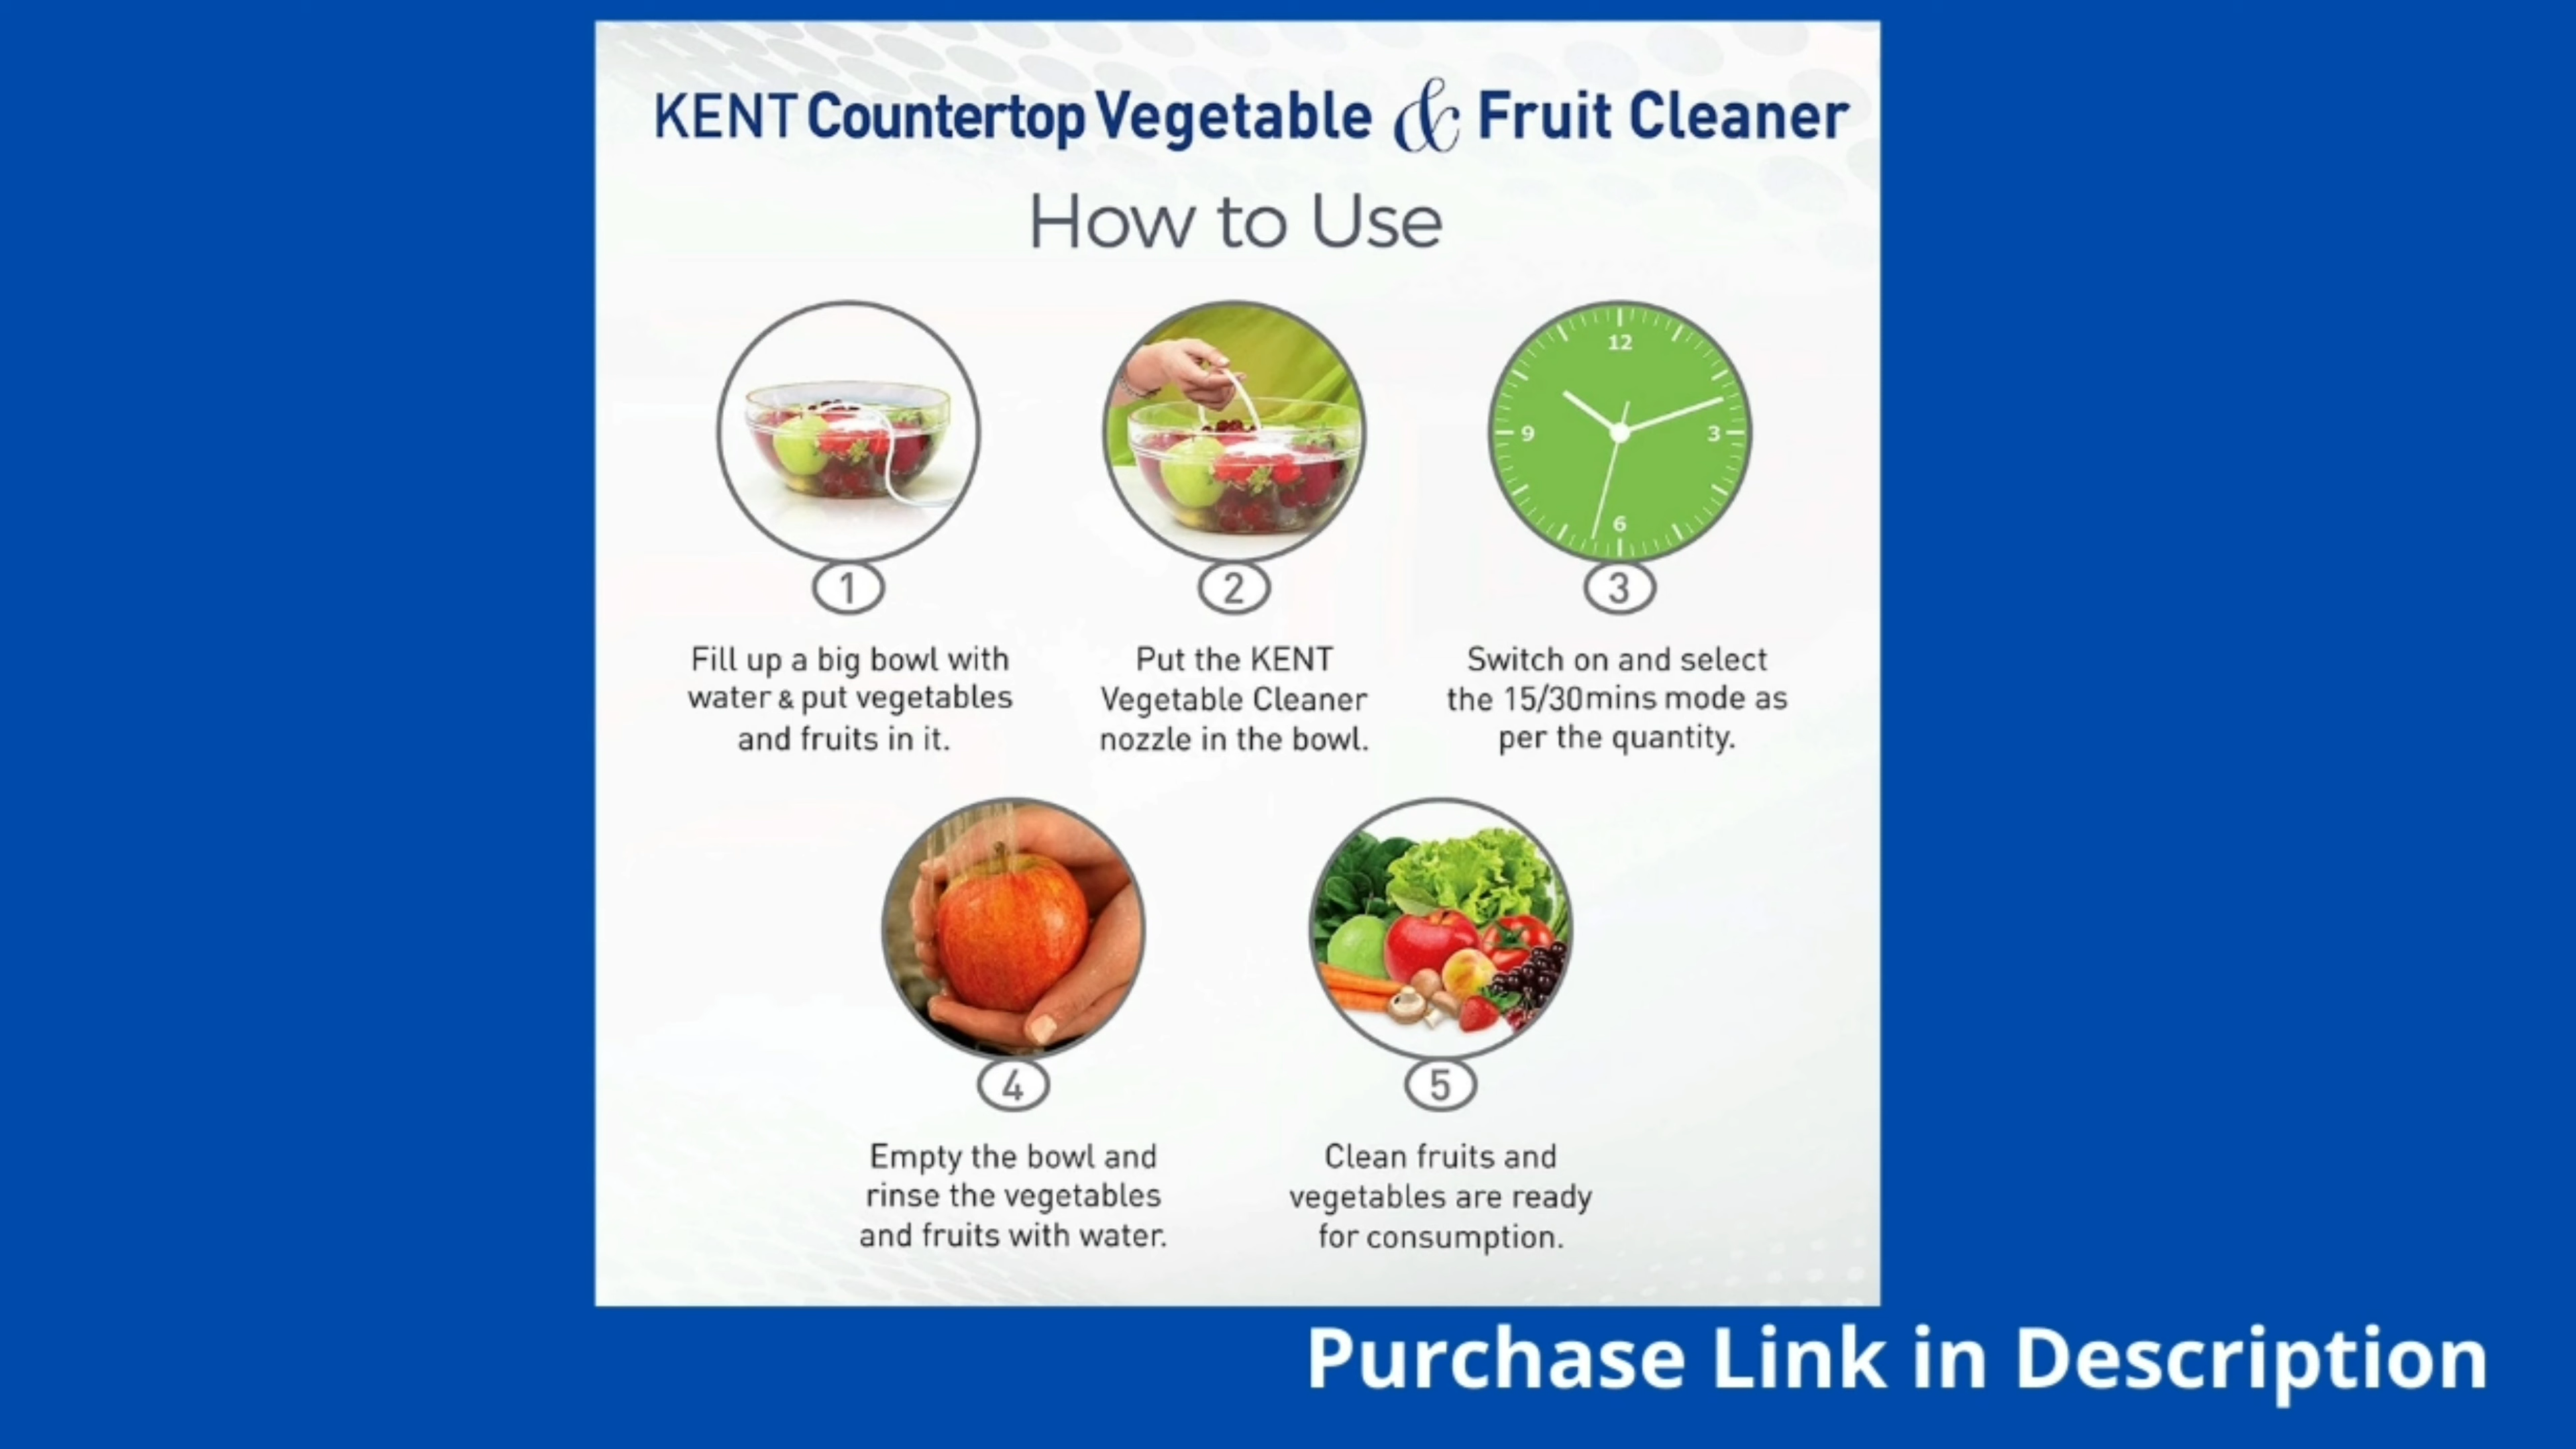 KENT Countertop Vegetable & Fruit Cleaner
How to Use
12
9
3
6
1
2
3
Fill up a big bowl with
water & put vegetables
and fruits in it.
Put the KENT
Vegetable Cleaner
nozzle in the bowl.
Switch on and select
the 15/30mins mode as
per the quantity.
4
5
Empty the bowl and
rinse the vegetables
and fruits with water.
Clean fruits and
vegetables are ready
for consumption.
Purchase Link in Description